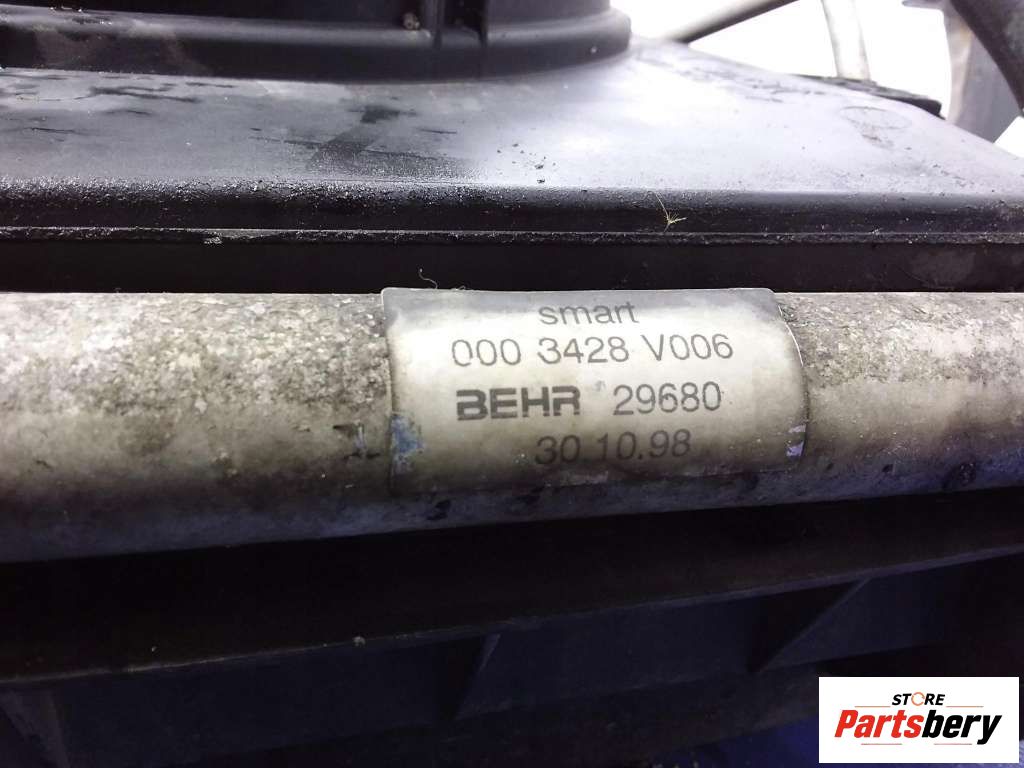 smart
000 3428 V006
BEHR 29680
30.10.98
STORE
Partsbery